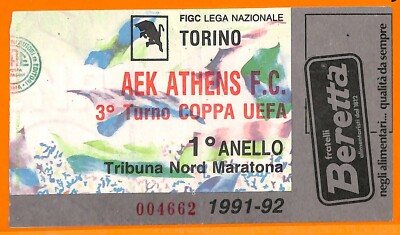 FIGC LEGA NAZIONALE
TORINO
AEK ATHENS F.C.
3° Turno COPPA UEFA
1° ANELLO
Tribuna Nord Maratona
004662 1991-92
fratelli
Beretta
alimentaristi dal 1812
negli alimentari... qualità da sempre